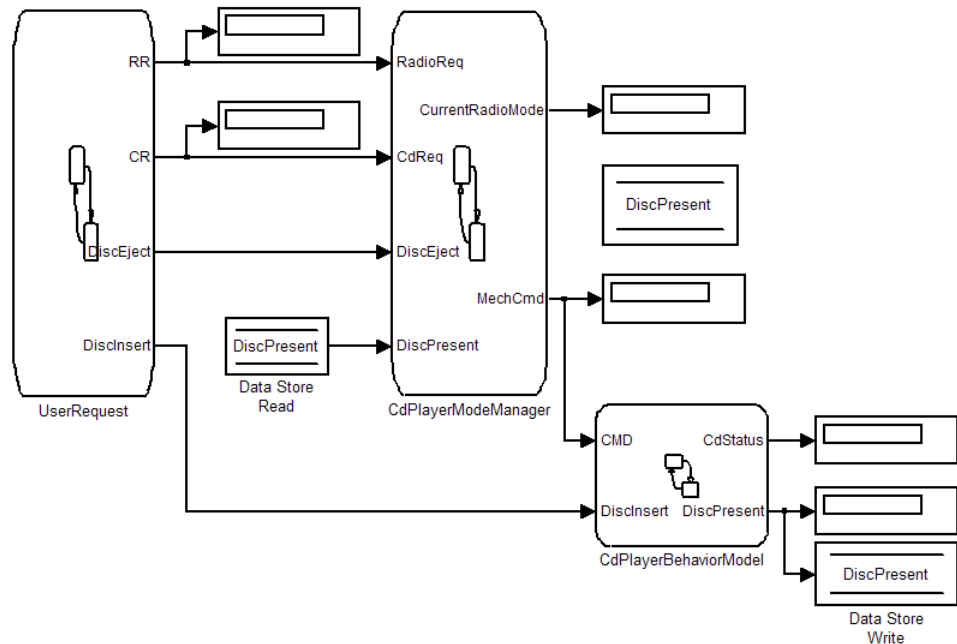 RR
RadioReq
CurrentRadioMode
CR
CdReq
DiscPresent
DiscEject
DiscEject
MechCmd
DiscInsert
DiscPresent
DiscPresent
Data Store
Read
UserRequest
CdPlayerModeManager
CMD
CdStatus
DiscInsert
DiscPresent
CdPlayerBehaviorModel
DiscPresent
Data Store
Write